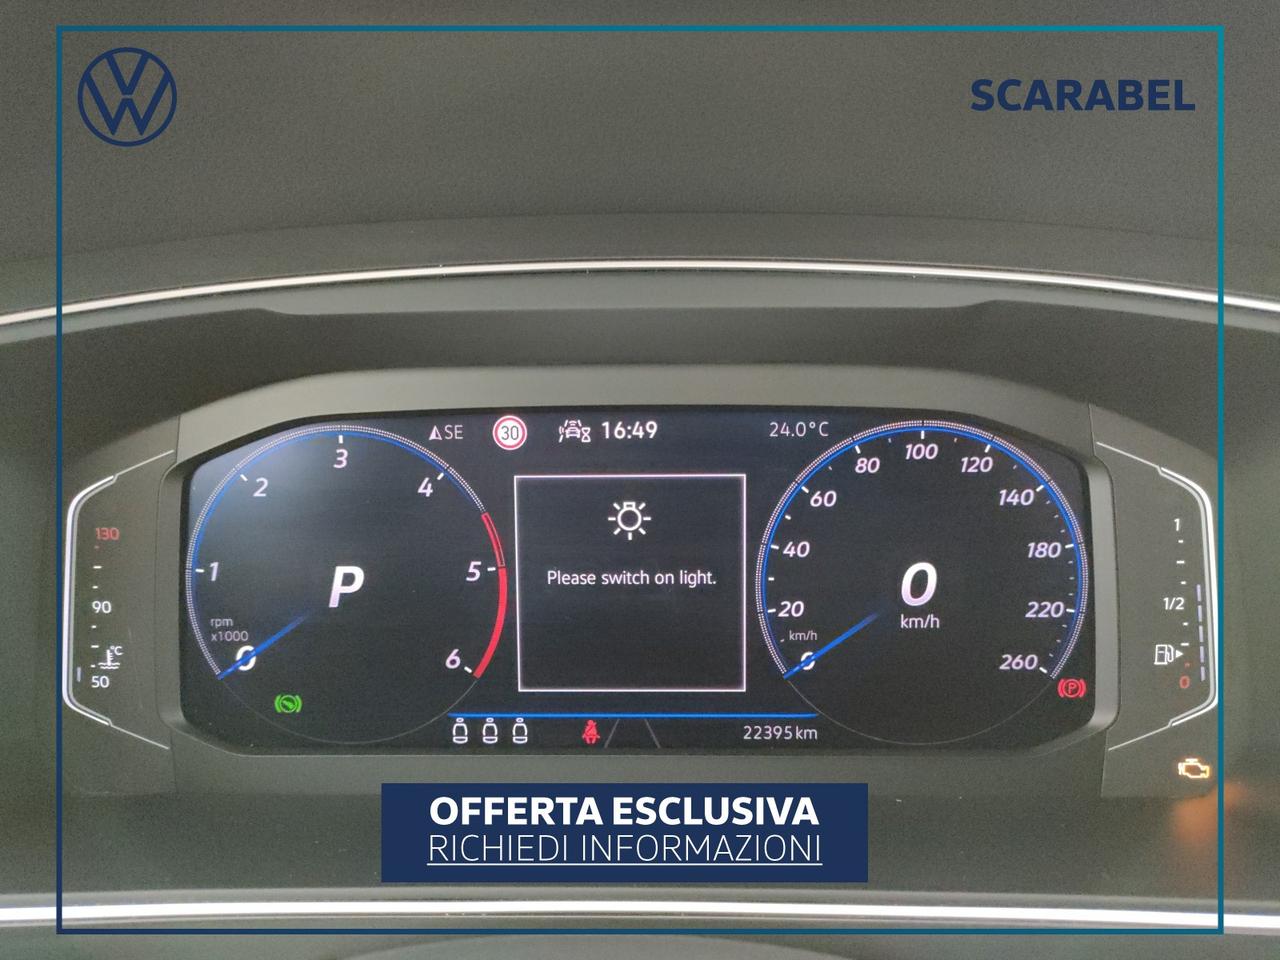 SCARABEL
SE 30 16:49 24.0°C
3
2
4
1
5
P
rpm
x1000
0
6
Please switch on light.
100
80
120
60
140
40
180
20
220
0
km/h
km/h
0
260
130
90
°C
50
1
1/2
0
P
22395 km
OFFERTA ESCLUSIVA
RICHIEDI INFORMAZIONI